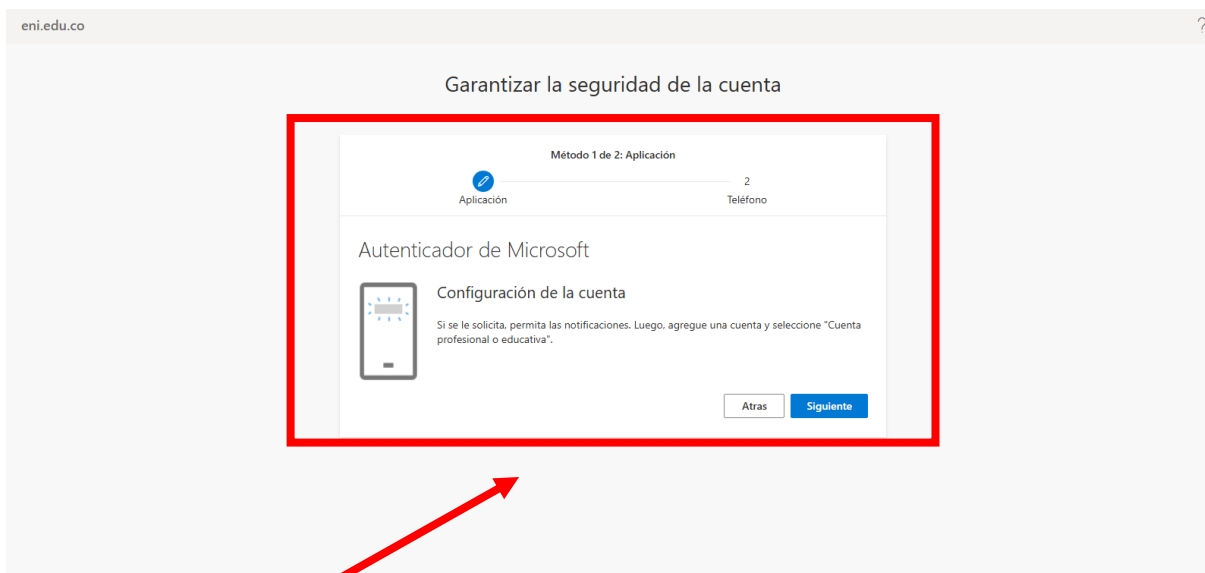 eni.edu.co
?
Garantizar la seguridad de la cuenta
Método 1 de 2: Aplicación
2
Aplicación
Teléfono
Autenticador de Microsoft
Configuración de la cuenta
Si se le solicita, permita las notificaciones. Luego, agregue una cuenta y seleccione "Cuenta
profesional o educativa".
Atras
Siguiente